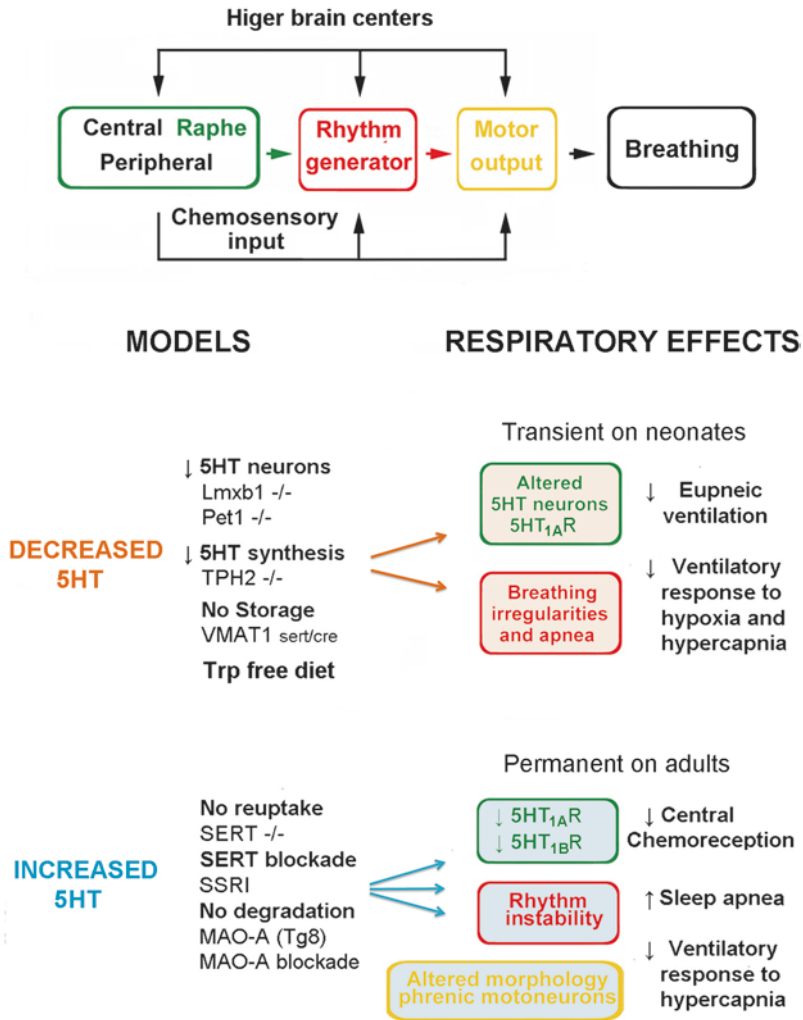 Higer brain centers
Central Raphe
Peripheral
Rhythm
generator
Motor
output
Breathing
Chemosensory
input
MODELS
RESPIRATORY EFFECTS
Transient on neonates
DECREASED
5HT
↓ 5HT neurons
Lmxb1 -/-
Pet1 -/-
↓ 5HT synthesis
TPH2 -/-
No Storage
VMAT1 sert/cre
Trp free diet
Altered
5HT neurons
5HT1AR
↓ Eupneic
ventilation
Breathing
irregularities
and apnea
↓ Ventilatory
response to
hypoxia and
hypercapnia
Permanent on adults
INCREASED
5HT
No reuptake
SERT -/-
SERT blockade
SSRI
No degradation
MAO-A (Tg8)
MAO-A blockade
↓ 5HT1AR
↓ 5HT1BR
↓ Central
Chemoreception
Rhythm
instability
↑ Sleep apnea
Altered morphology
phrenic motoneurons
↓ Ventilatory
response to
hypercapnia